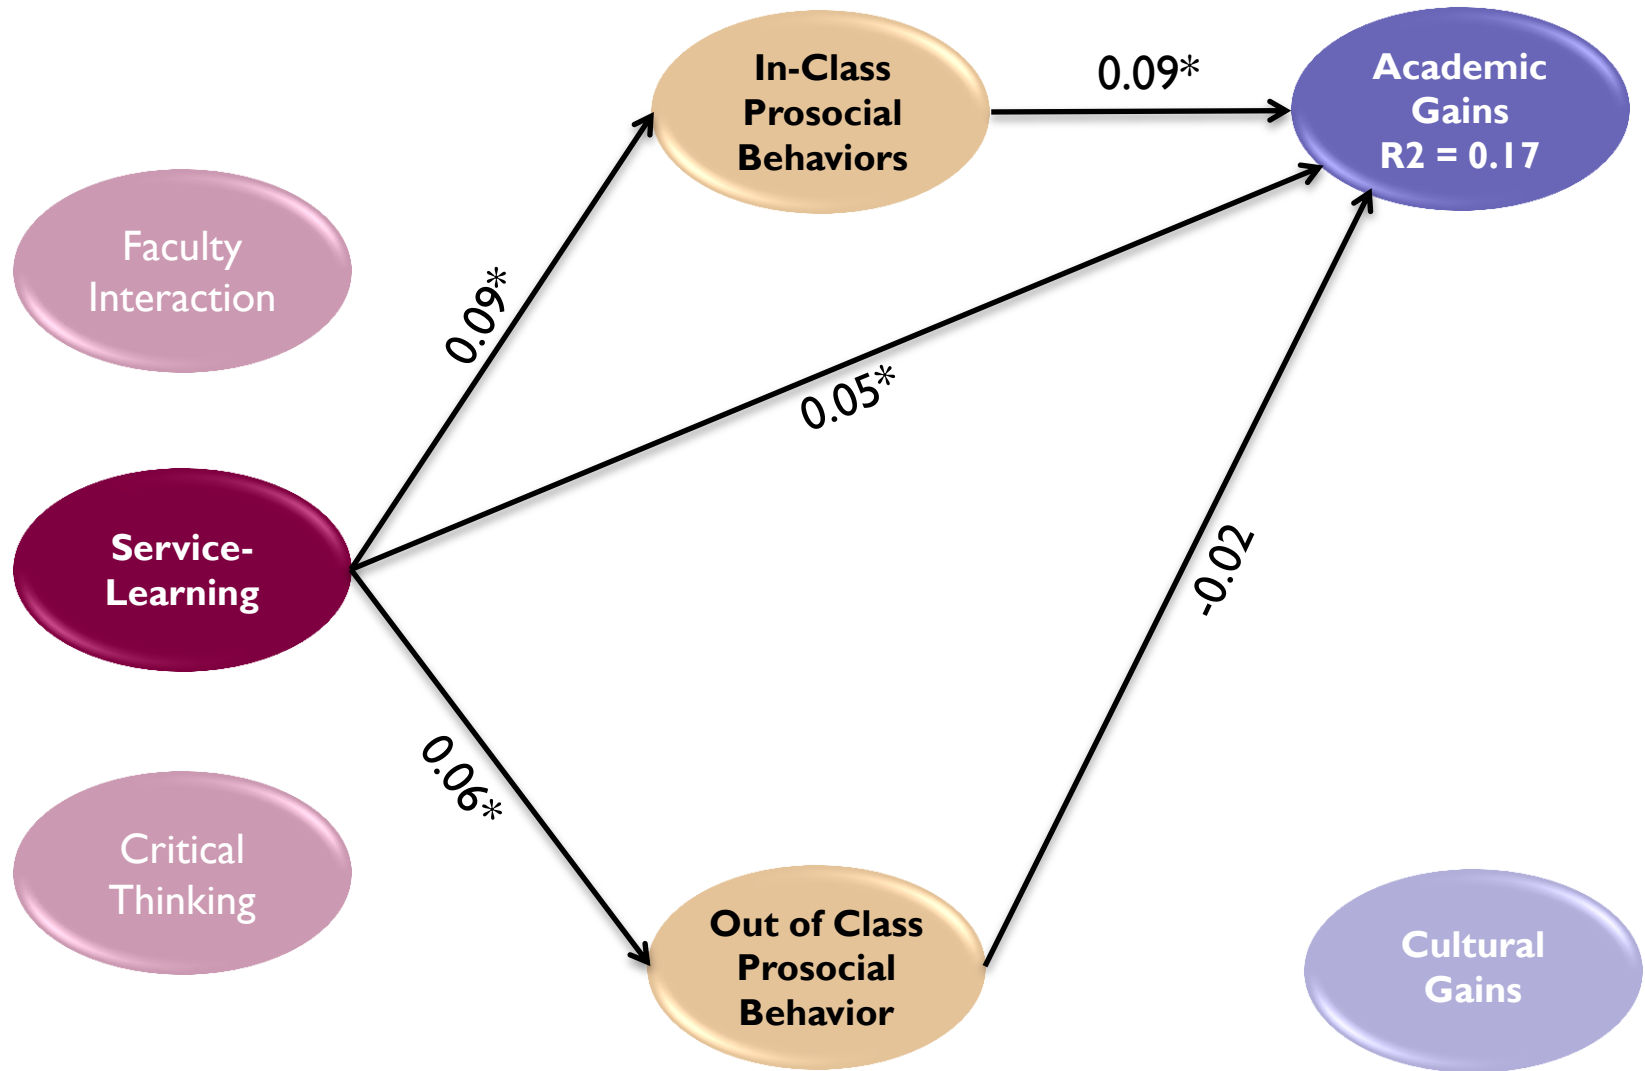 In-Class
Prosocial
Behaviors
0.09*
Academic
Gains
R2 = 0.17
Faculty
Interaction
0.09*
0.05*
Service-
Learning
-0.02
0.06*
Critical
Thinking
Out of Class
Prosocial
Behavior
Cultural
Gains